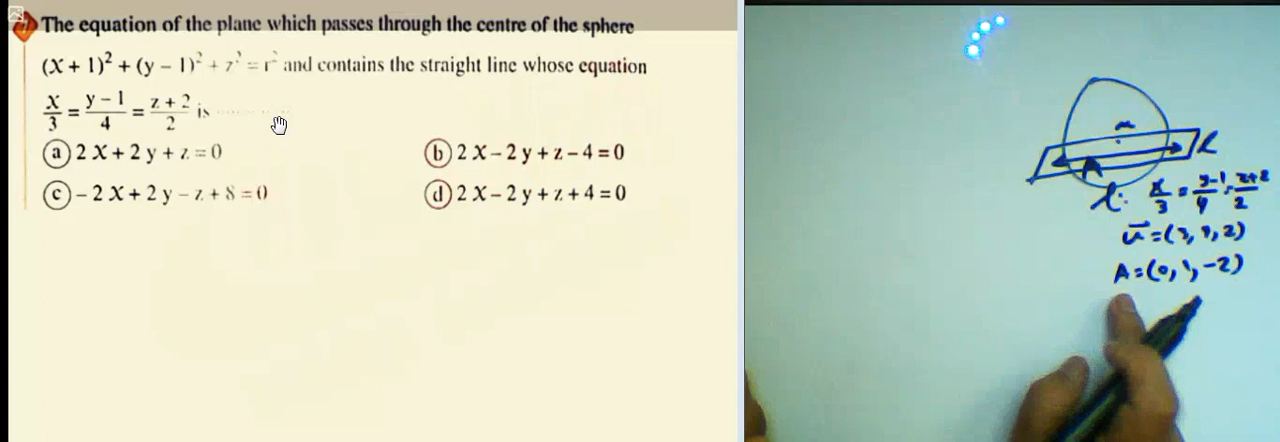 The equation of the plane which passes through the centre of the sphere
(X + 1)² + (y − 1)² + z² = r² and contains the straight line whose equation
x/3 = (y − 1)/4 = (z + 2)/2 is ..........
(a) 2 X + 2 y + z = 0
(b) 2 X − 2 y + z − 4 = 0
(c) − 2 X + 2 y − z + 8 = 0
(d) 2 X − 2 y + z + 4 = 0
m
L
A
L: x/3 = (y-1)/4 = (z+2)/2
u = (3, 4, 2)
A = (0, 1, -2)